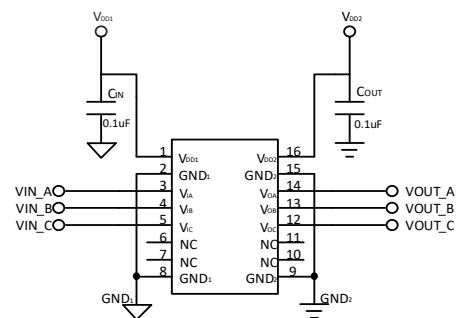 VDD1 VDD2
CIN COUT
0.1uF 0.1uF
1 VDD1 VDD2 16
2 GND1 GND2 15
VIN_A 3 VIA VOA 14 VOUT_A
VIN_B 4 VIB VOB 13 VOUT_B
VIN_C 5 VIC VOC 12 VOUT_C
6 NC NC 11
7 NC NC 10
8 GND1 GND2 9
GND1 GND2